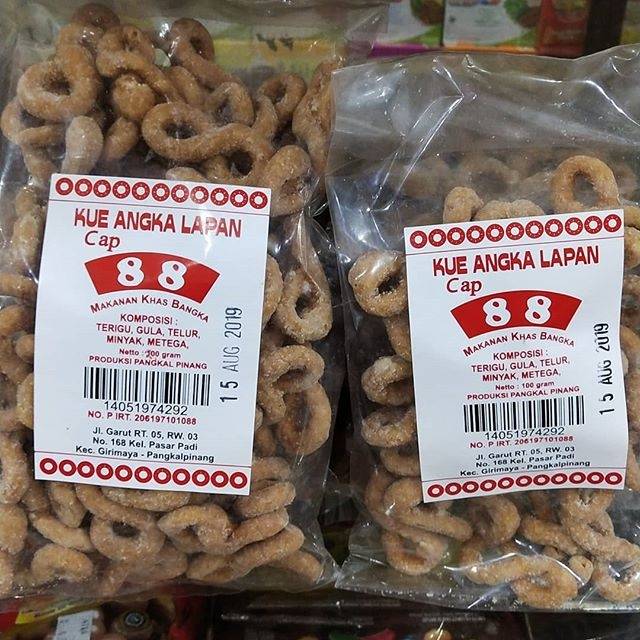 KUE ANGKA LAPAN
Cap
88
MAKANAN KHAS BANGKA
KOMPOSISI :
TERIGU, GULA, TELUR,
MINYAK, METEGA,
Netto : 300 gram
PRODUKSI PANGKAL PINANG
14051974292
NO. P IRT. 206197101088
Jl. Garut RT. 05, RW. 03
No. 168 Kel. Pasar Padi
Kec. Girimaya - Pangkalpinang
15 AUG 2019
KUE ANGKA LAPAN
Cap
88
MAKANAN KHAS BANGKA
KOMPOSISI :
TERIGU, GULA, TELUR,
MINYAK, METEGA,
Netto : 100 gram
PRODUKSI PANGKAL PINANG
14051974292
NO. P IRT. 206197101088
Jl. Garut RT. 05, RW. 03
No. 168 Kel. Pasar Padi
Kec. Girimaya - Pangkalpinang
15 AUG 2019